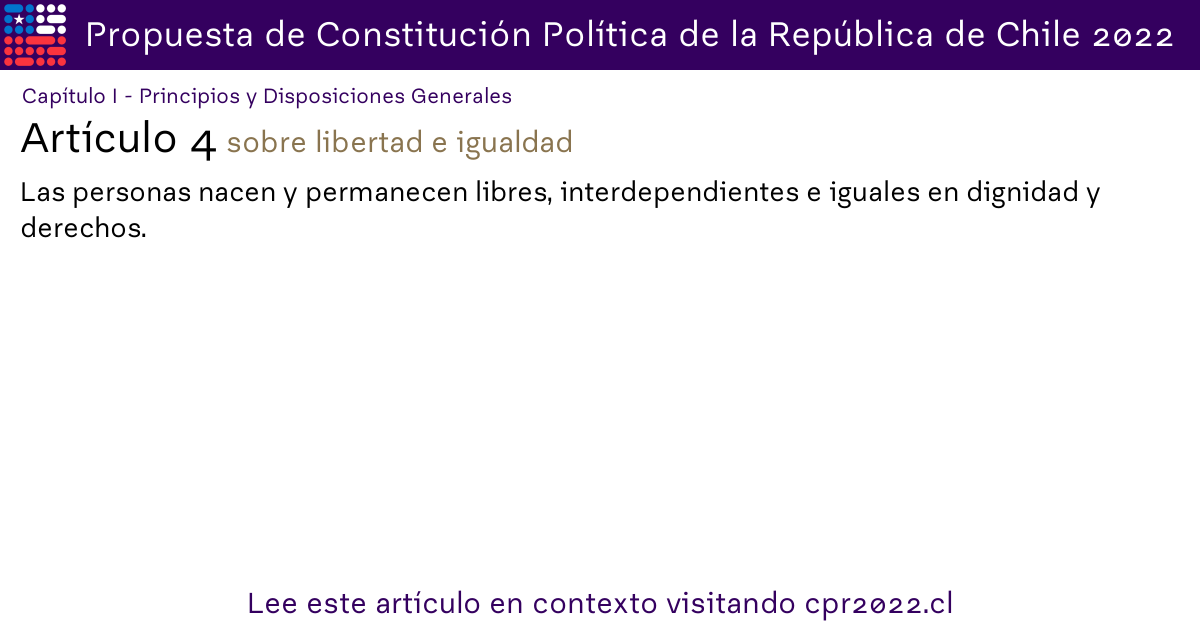 Propuesta de Constitución Política de la República de Chile 2022
Capítulo I - Principios y Disposiciones Generales
Artículo 4 sobre libertad e igualdad
Las personas nacen y permanecen libres, interdependientes e iguales en dignidad y
derechos.
Lee este artículo en contexto visitando cpr2022.cl